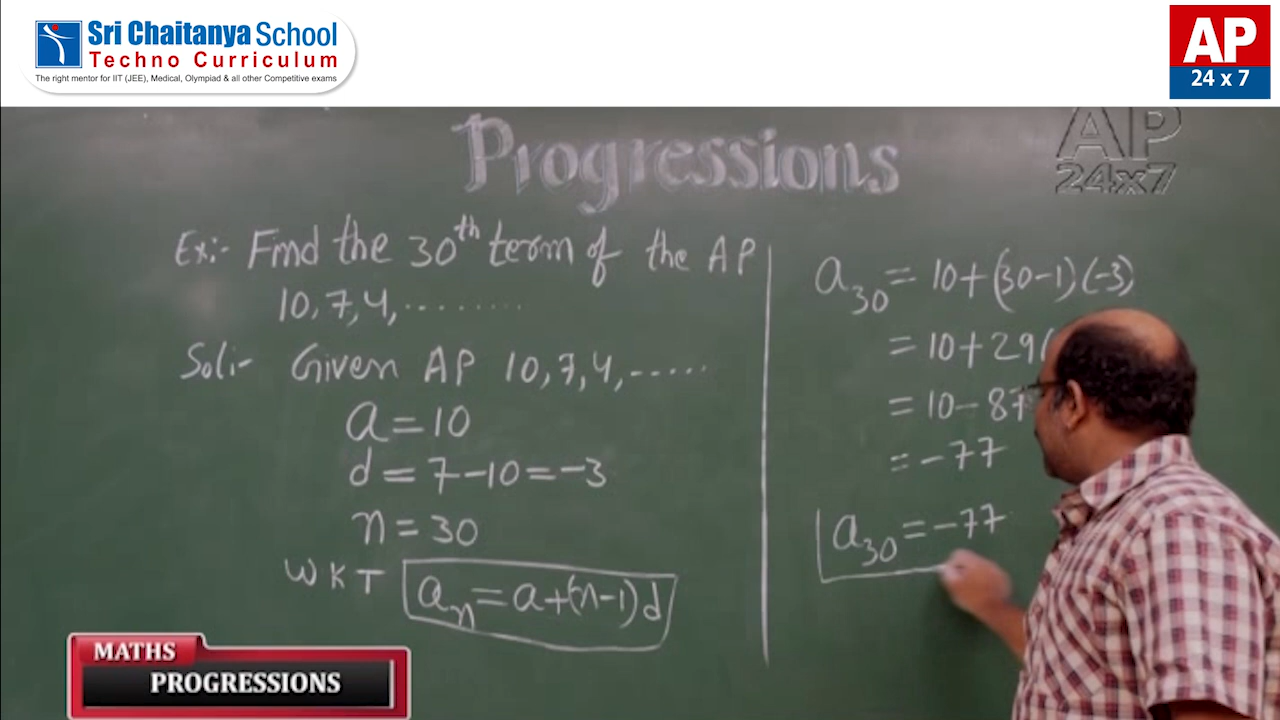 Sri Chaitanya School
Techno Curriculum
The right mentor for IIT (JEE), Medical, Olympiad & all other Competitive exams
AP
24 x 7
Progressions
AP
24x7
Ex:- Find the 30th term of the AP
10, 7, 4, ........
Sol:- Given AP 10, 7, 4, .....
a = 10
d = 7 - 10 = -3
n = 30
WKT an = a + (n-1) d
a30 = 10 + (30-1) (-3)
= 10 + 29(
= 10 - 87
= -77
a30 = -77
MATHS
PROGRESSIONS